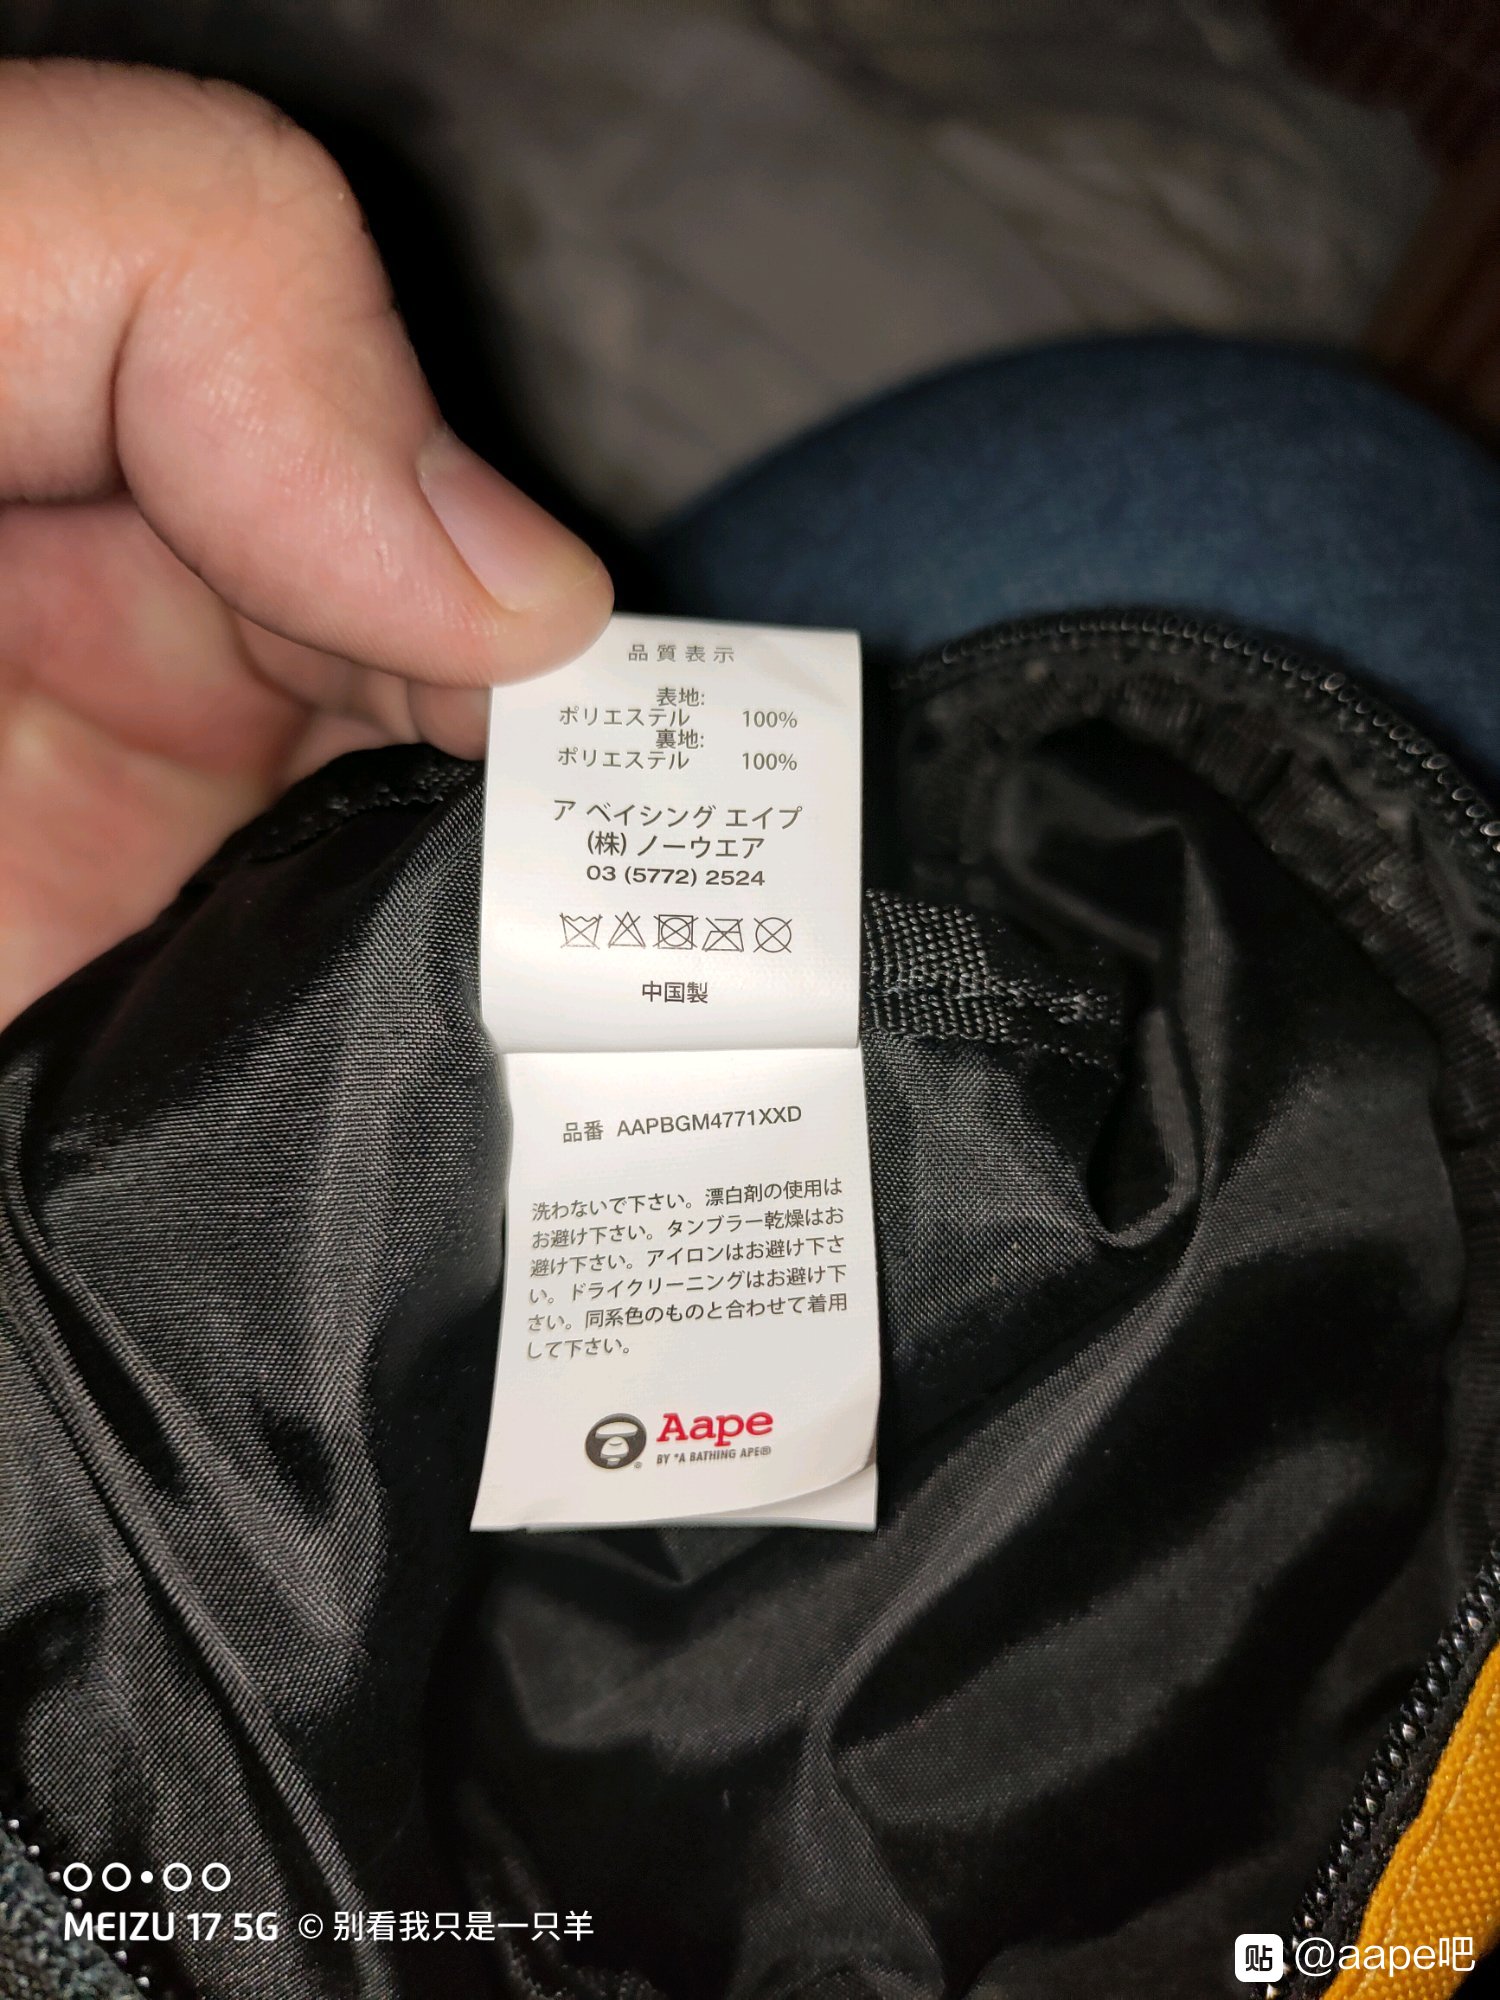 品質表示
表地:
ポリエステル 100%
裏地:
ポリエステル 100%
ア ベイシング エイプ
(株) ノーウエア
03 (5772) 2524
中国製
品番 AAPBGM4771XXD
洗わないで下さい。漂白剤の使用は
お避け下さい。タンブラー乾燥はお
避け下さい。アイロンはお避け下さ
い。ドライクリーニングはお避け下
さい。同系色のものと合わせて着用
して下さい。
Aape
BY *A BATHING APE®
MEIZU 17 5G © 别看我只是一只羊
贴 @aape吧